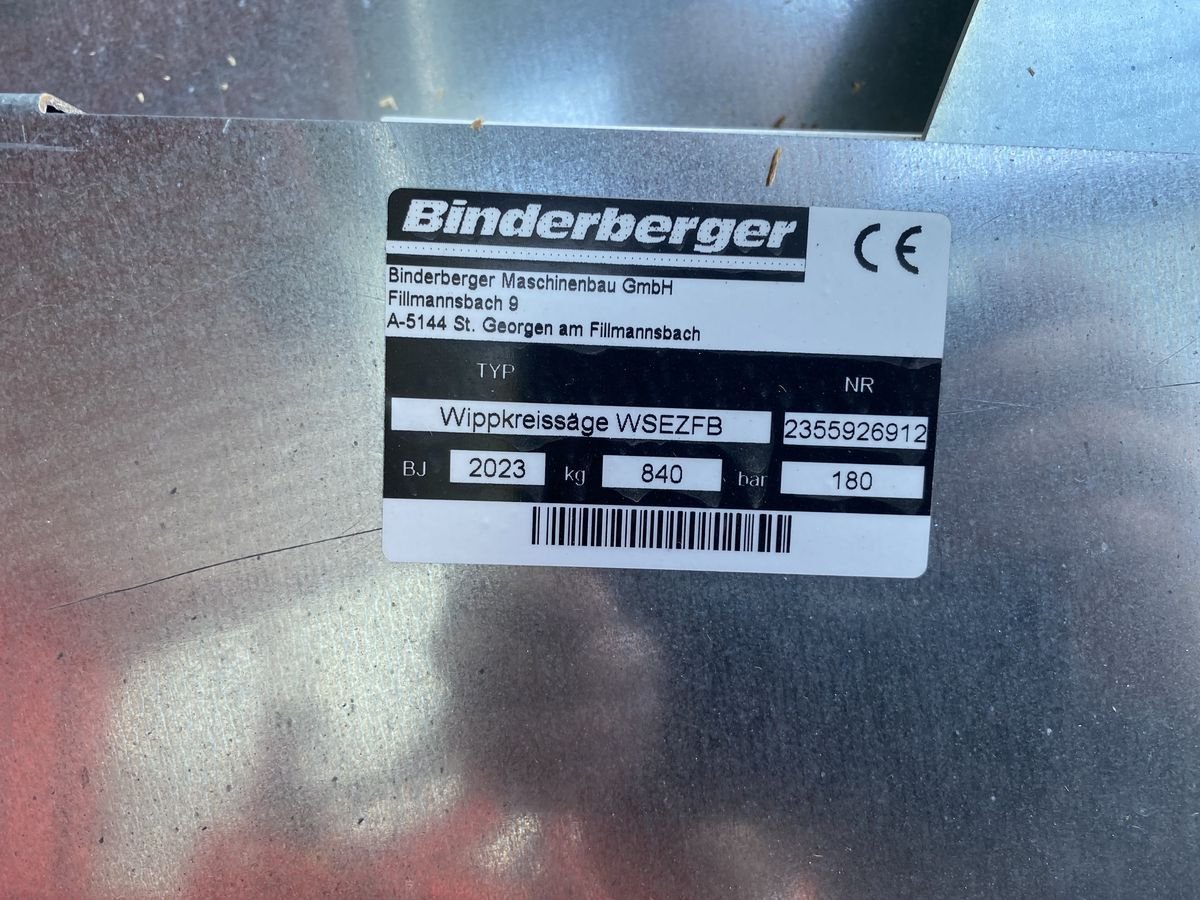 Binderberger
CE
Binderberger Maschinenbau GmbH
Fillmannsbach 9
A-5144 St. Georgen am Fillmannsbach
TYP NR
Wippkreissäge WSEZFB 2355926912
BJ 2023 kg 840 bar 180